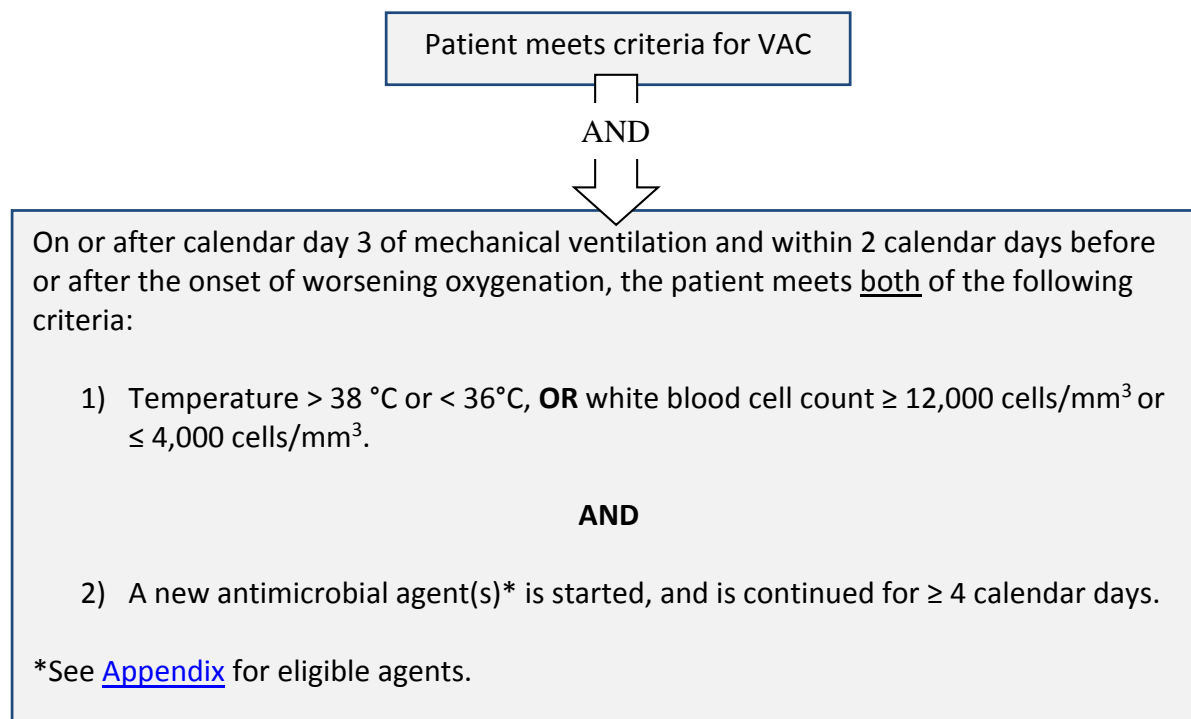 Patient meets criteria for VAC
AND
On or after calendar day 3 of mechanical ventilation and within 2 calendar days before
or after the onset of worsening oxygenation, the patient meets both of the following
criteria:
1) Temperature > 38 °C or < 36°C, OR white blood cell count ≥ 12,000 cells/mm³ or
≤ 4,000 cells/mm³.
AND
2) A new antimicrobial agent(s)* is started, and is continued for ≥ 4 calendar days.
*See Appendix for eligible agents.